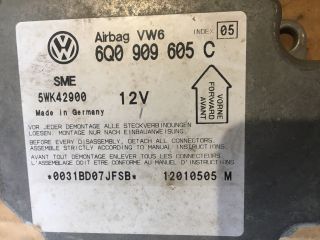 Airbag VW6
INDEX 05
6Q0 909 605 C
SME
5WK42900
12V
Made in Germany
VORNE
FORWARD
AVANT
VOR JEDER DEMONTAGE ALLE STECKVERBINDUNGEN
LOESEN. MONTAGE NUR NACH EINBAUANWEISUNG.
BEFORE EVERY DISASSEMBLY, DETACH ALL CONNECTORS.
ASSEMBLE STRICTLY ACCORDING TO MANUAL INSTRUCTIONS.
AVANT TOUT DEMONTAGE ENLEVER TOUS LES CONNECTEURS!
L'ASSEMBLAGE DOIT ETRE CONFORME AU MANUEL D'INSTRUCTIONS
*0031BD07JFSB*
12010505 M